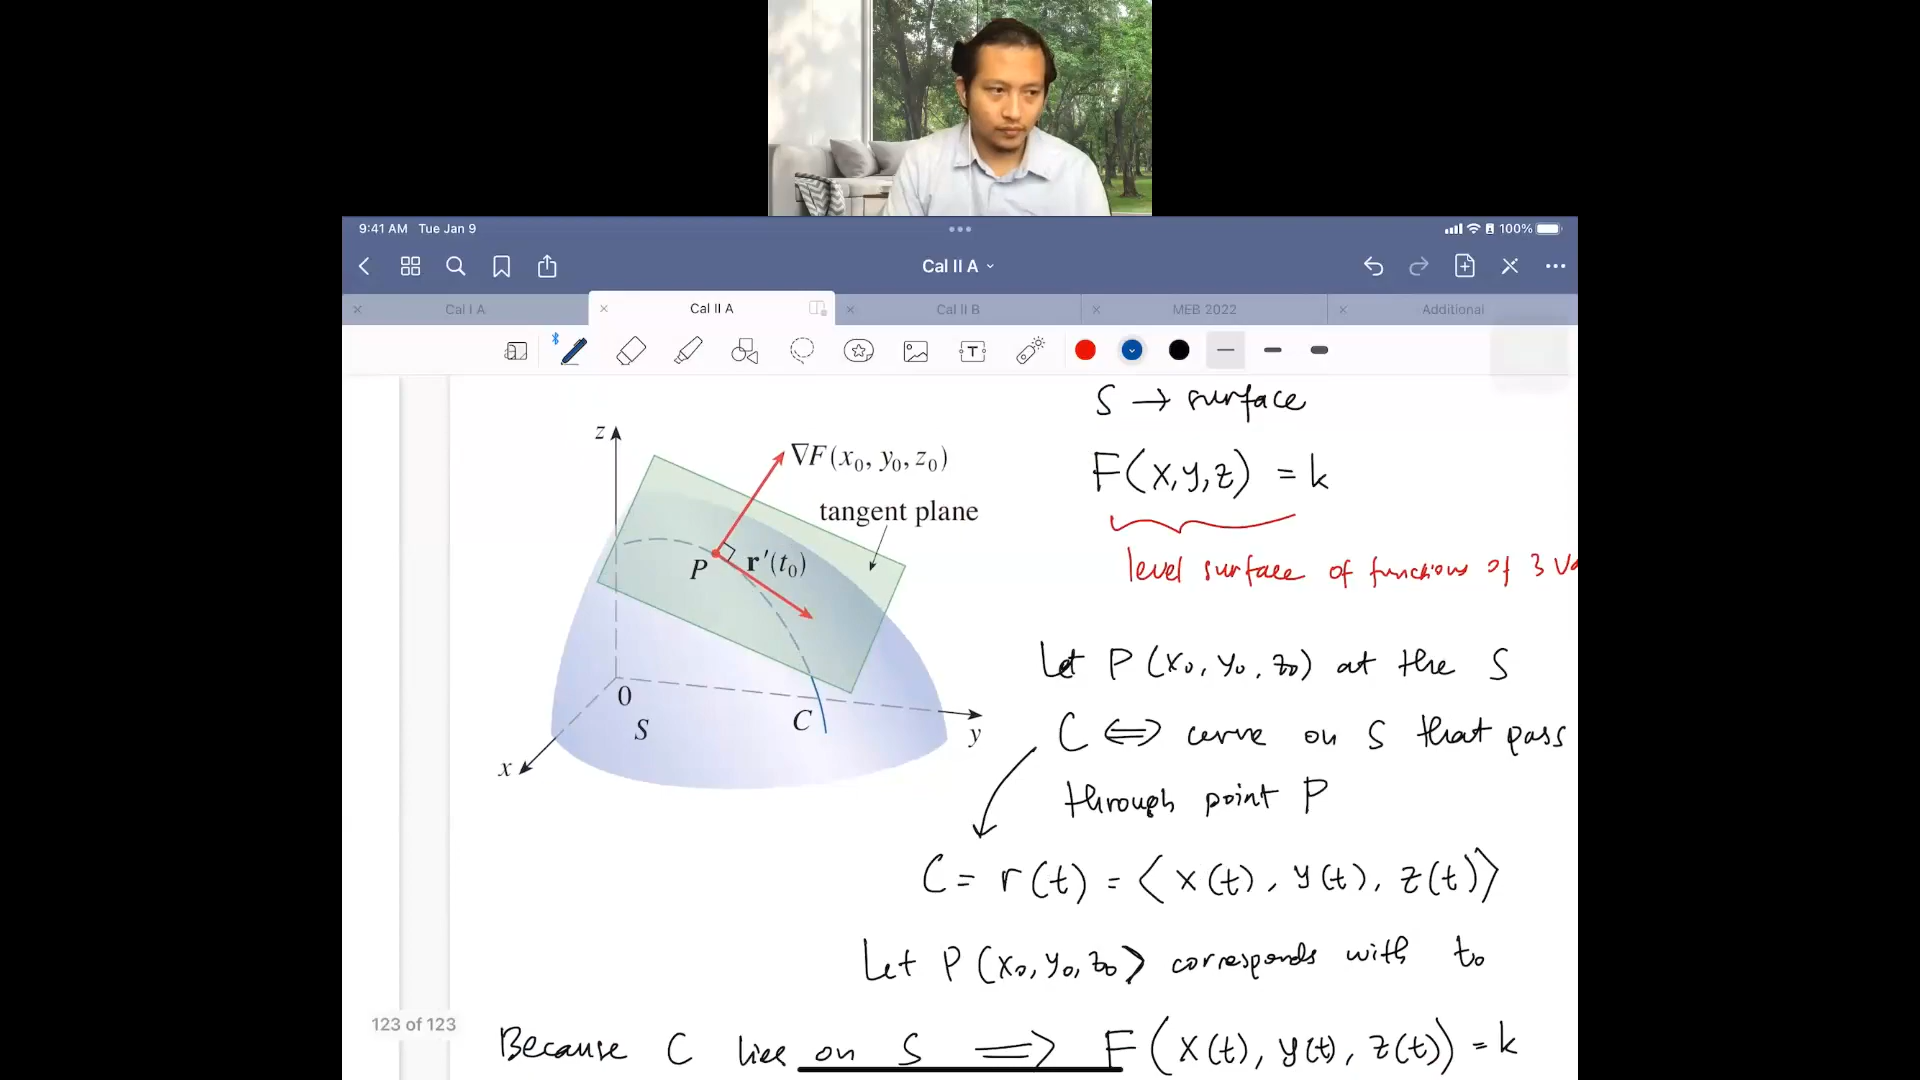 9:41 AM Tue Jan 9
100%
Cal II A
Cal I A
Cal II A
Cal II B
MEB 2022
Additional
T
S → surface
F(x,y,z) = k
level surface of functions of 3 va
z
∇F(x₀, y₀, z₀)
tangent plane
P
r′(t₀)
0
S
C
y
x
Let P(x₀, y₀, z₀) at the S
C ⟺ curve on S that pass
through point P
C = r(t) = ⟨x(t), y(t), z(t)⟩
Let P(x₀, y₀, z₀) corresponds with t₀
123 of 123
Because C lies on S ⟹ F(x(t), y(t), z(t)) = k